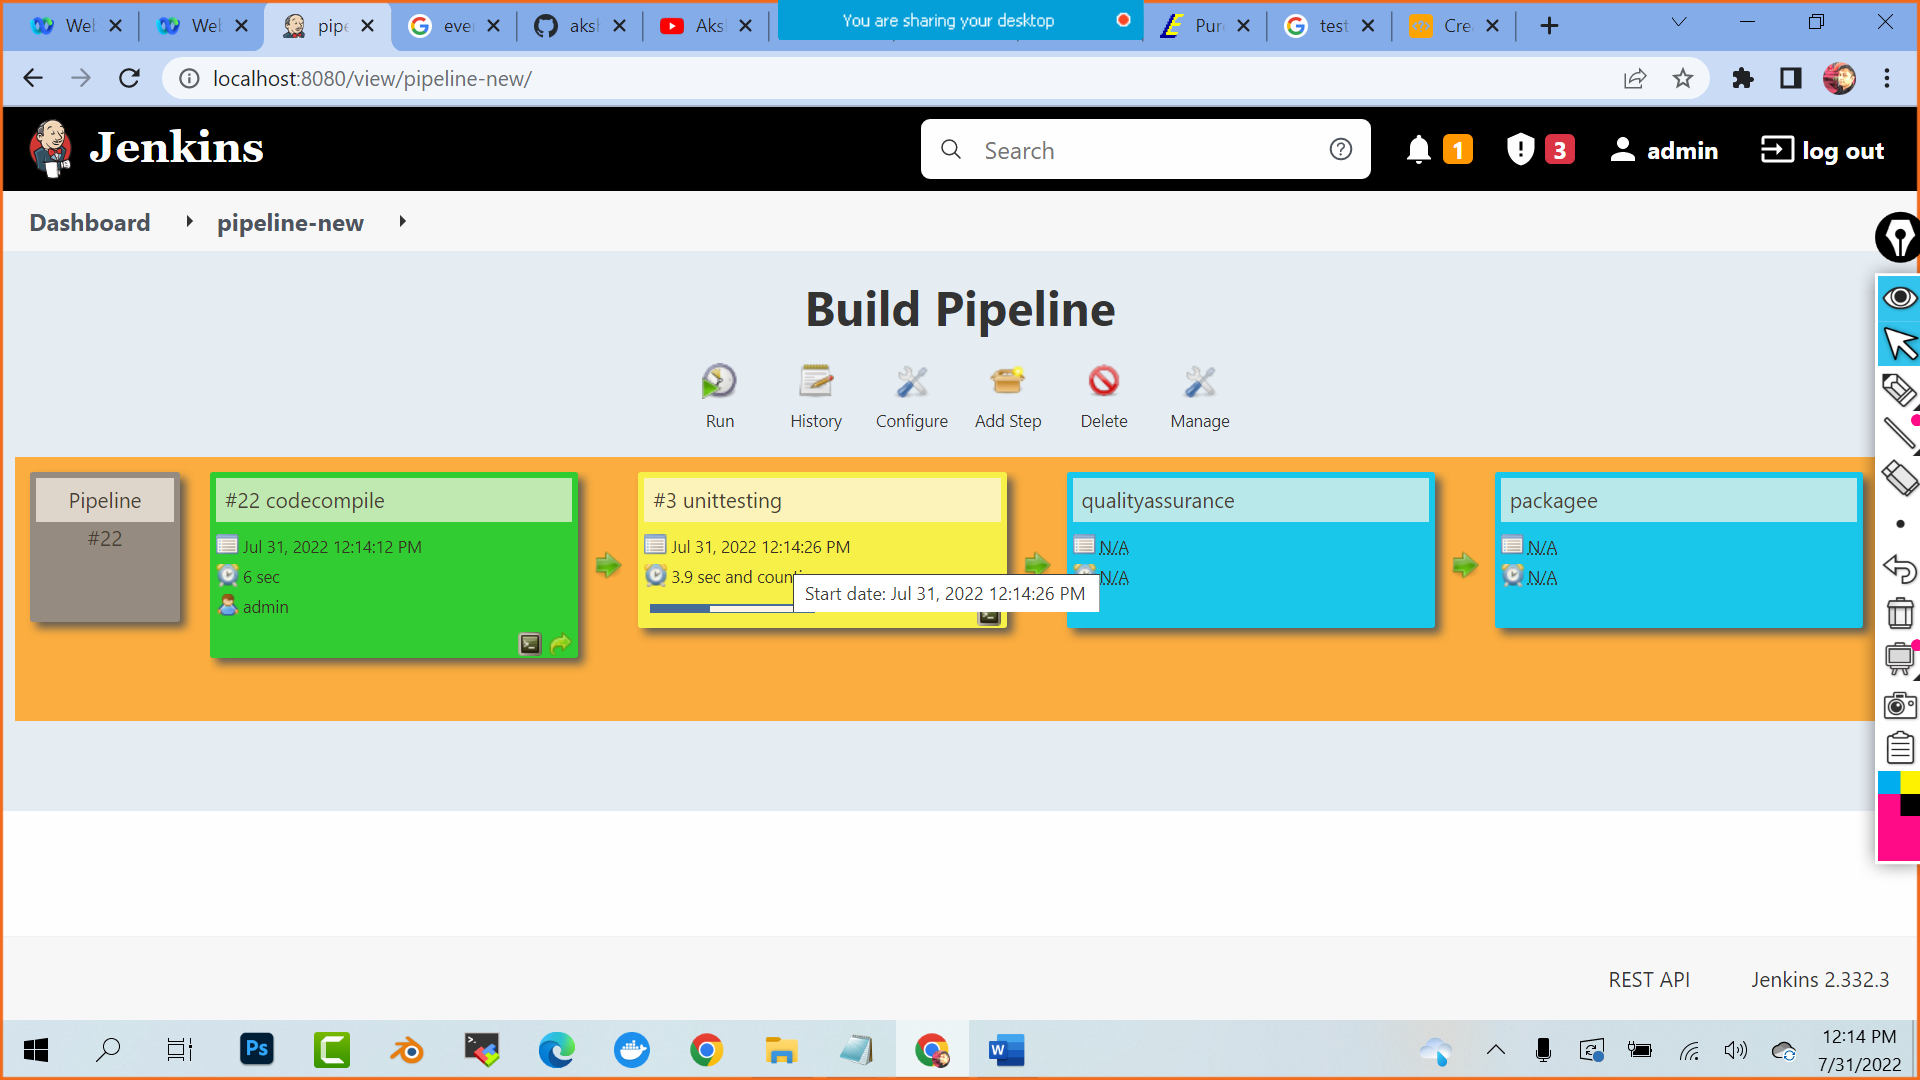 Wel
Wel
pipe
eve
aksh
Aks
You are sharing your desktop
Pur
test
Cre
localhost:8080/view/pipeline-new/
Jenkins
Search
1
3
admin
log out
Dashboard
pipeline-new
Build Pipeline
Run
History
Configure
Add Step
Delete
Manage
Pipeline
#22
#22 codecompile
Jul 31, 2022 12:14:12 PM
6 sec
admin
#3 unittesting
Jul 31, 2022 12:14:26 PM
3.9 sec and counti
Start date: Jul 31, 2022 12:14:26 PM
qualityassurance
N/A
N/A
packagee
N/A
N/A
REST API
Jenkins 2.332.3
Ps
W
12:14 PM
7/31/2022